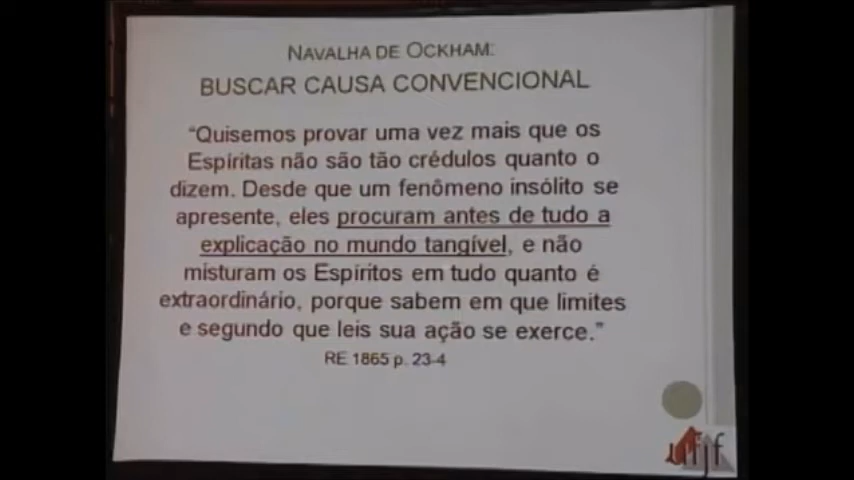 NAVALHA DE OCKHAM:
BUSCAR CAUSA CONVENCIONAL
“Quisemos provar uma vez mais que os
Espíritas não são tão crédulos quanto o
dizem. Desde que um fenômeno insólito se
apresente, eles procuram antes de tudo a
explicação no mundo tangível, e não
misturam os Espíritos em tudo quanto é
extraordinário, porque sabem em que limites
e segundo que leis sua ação se exerce.”
RE 1865 p. 23-4
ufjf